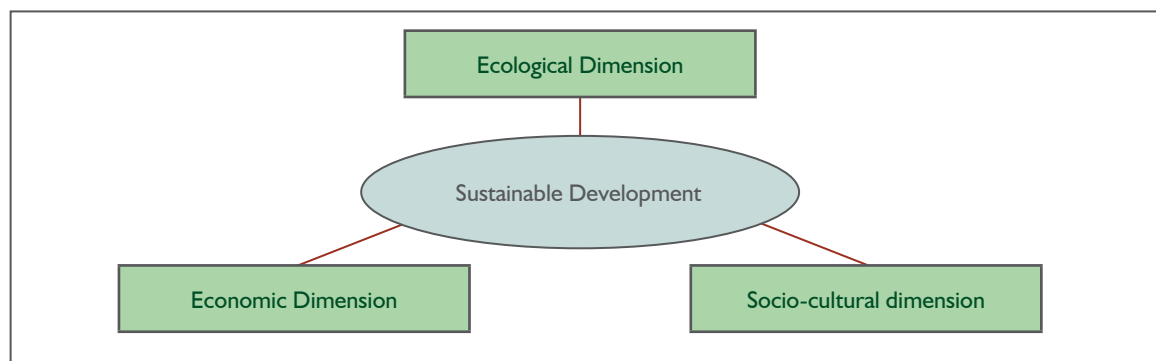 Ecological Dimension
Sustainable Development
Economic Dimension
Socio-cultural dimension